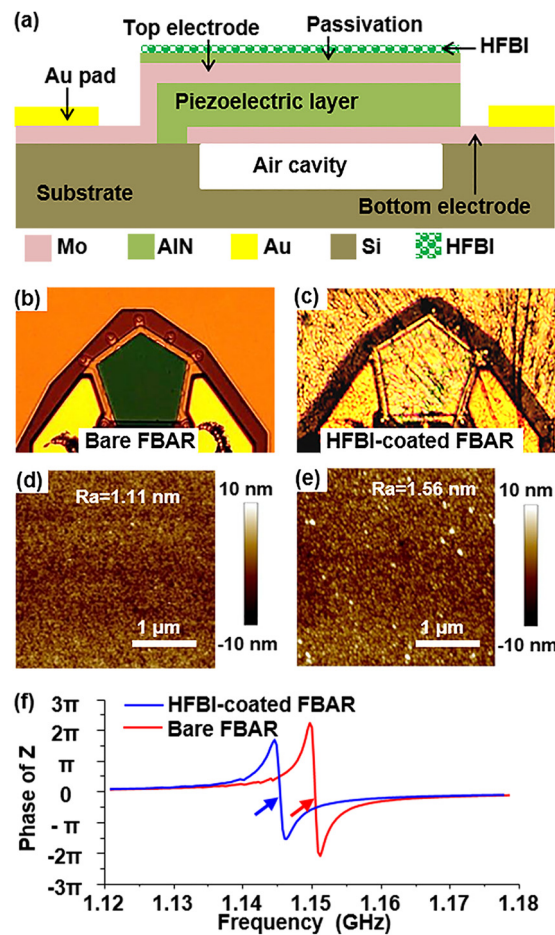 (a)
Top electrode
Passivation
HFBI
Au pad
Piezoelectric layer
Air cavity
Substrate
Bottom electrode
Mo
AlN
Au
Si
HFBI
(b)
(c)
Bare FBAR
HFBI-coated FBAR
(d)
Ra=1.11 nm
10 nm
1 μm
-10 nm
(e)
Ra=1.56 nm
10 nm
1 μm
-10 nm
(f)
HFBI-coated FBAR
Bare FBAR
Phase of Z
3π
2π
π
0
- π
-2π
-3π
1.12 1.13 1.14 1.15 1.16 1.17 1.18
Frequency (GHz)